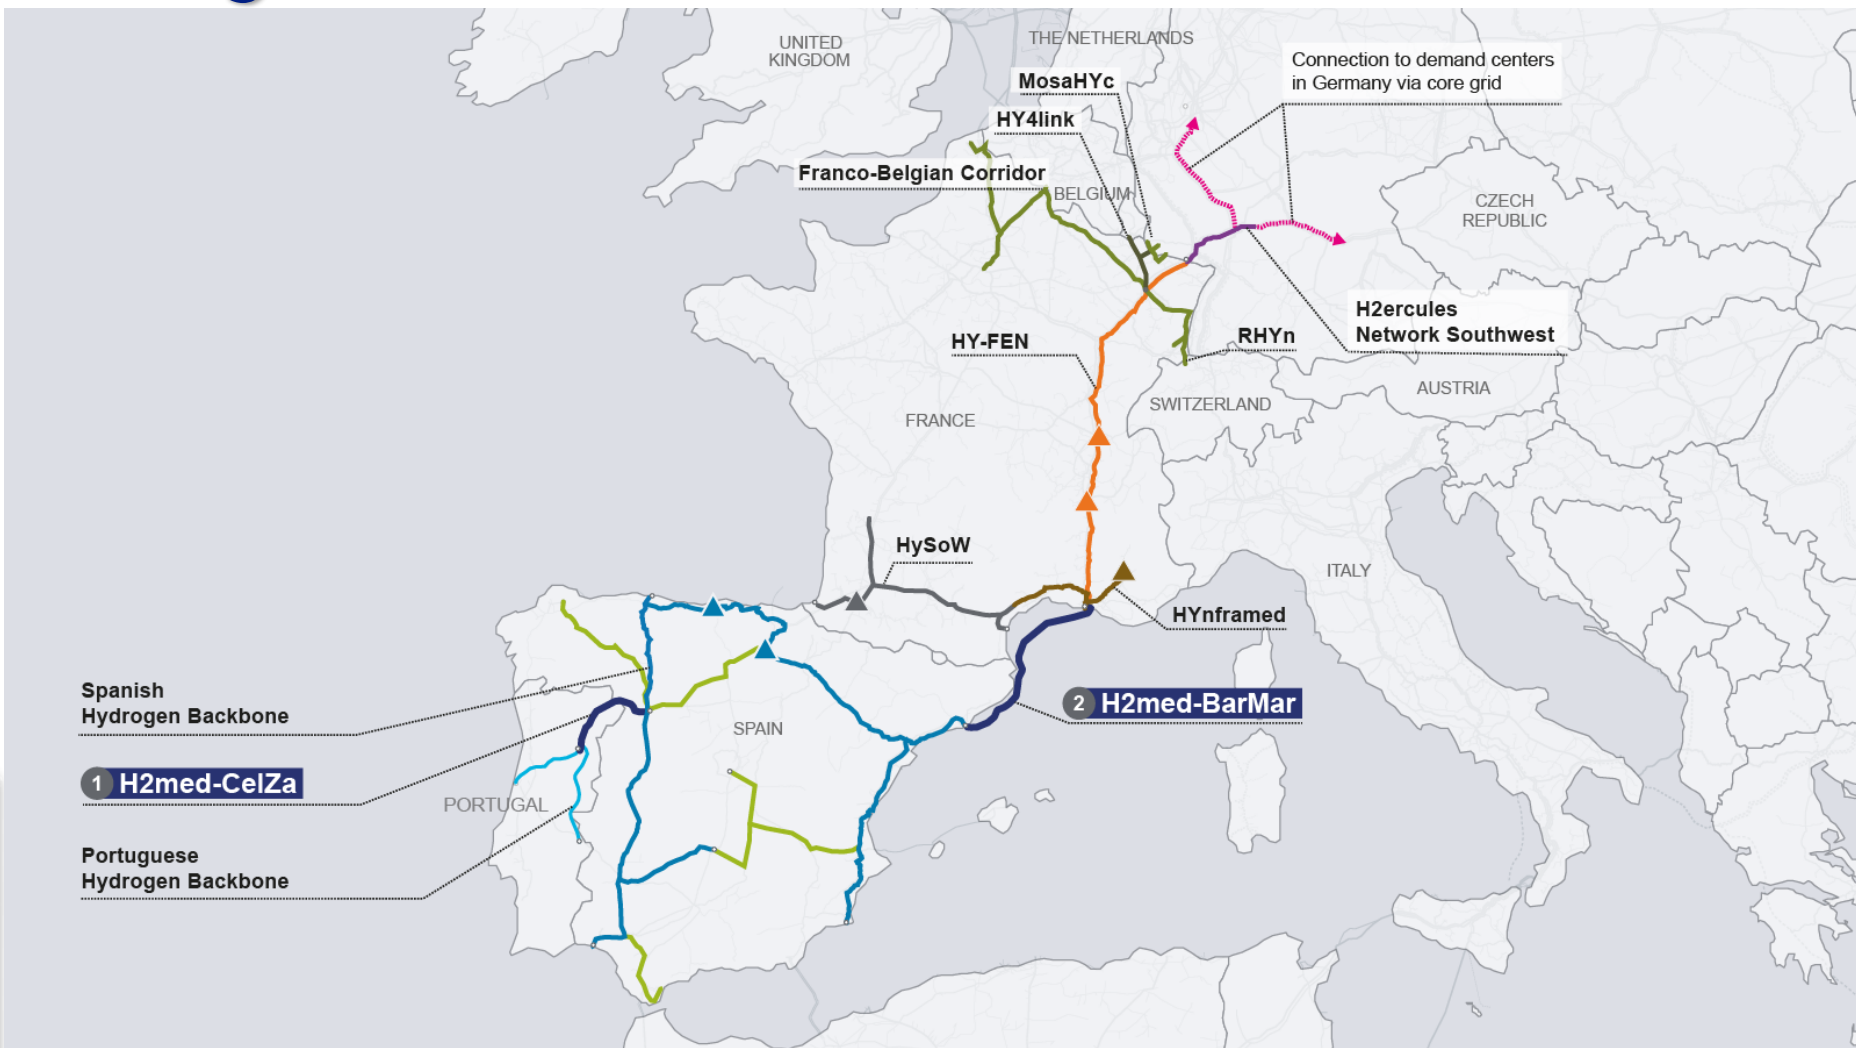 UNITED
KINGDOM
THE NETHERLANDS
Connection to demand centers
in Germany via core grid
MosaHYc
HY4link
Franco-Belgian Corridor
BELGIUM
CZECH
REPUBLIC
H2ercules
Network Southwest
HY-FEN
RHYn
AUSTRIA
SWITZERLAND
FRANCE
HySoW
ITALY
HYnframed
Spanish
Hydrogen Backbone
2 H2med-BarMar
SPAIN
1 H2med-CelZa
PORTUGAL
Portuguese
Hydrogen Backbone